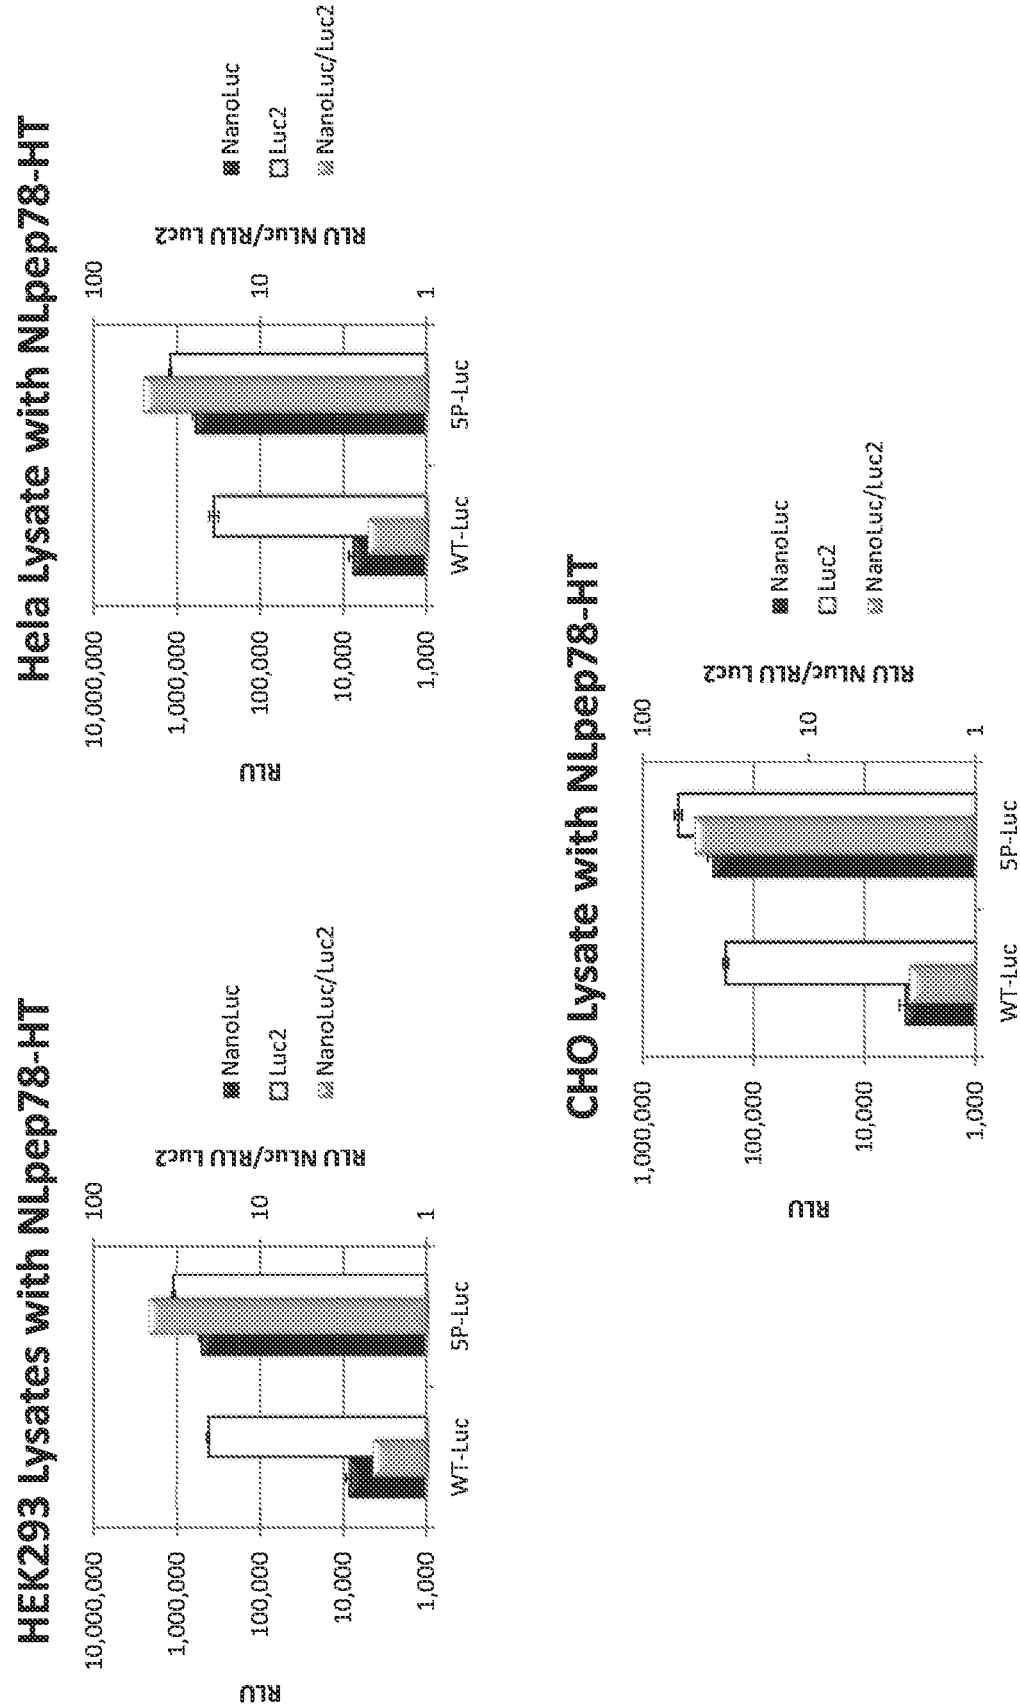 HEK293 Lysates with NLpep78-HT
10,000,000
1,000,000
100,000
10,000
1,000
RLU
100
10
1
RLU NLuc/RLU Luc2
WT-Luc
5P-Luc
NanoLuc
Luc2
NanoLuc/Luc2
Hela Lysate with NLpep78-HT
10,000,000
1,000,000
100,000
10,000
1,000
RLU
100
10
1
RLU NLuc/RLU Luc2
WT-Luc
5P-Luc
NanoLuc
Luc2
NanoLuc/Luc2
CHO Lysate with NLpep78-HT
1,000,000
100,000
10,000
1,000
RLU
100
10
1
RLU NLuc/RLU Luc2
WT-Luc
5P-Luc
NanoLuc
Luc2
NanoLuc/Luc2